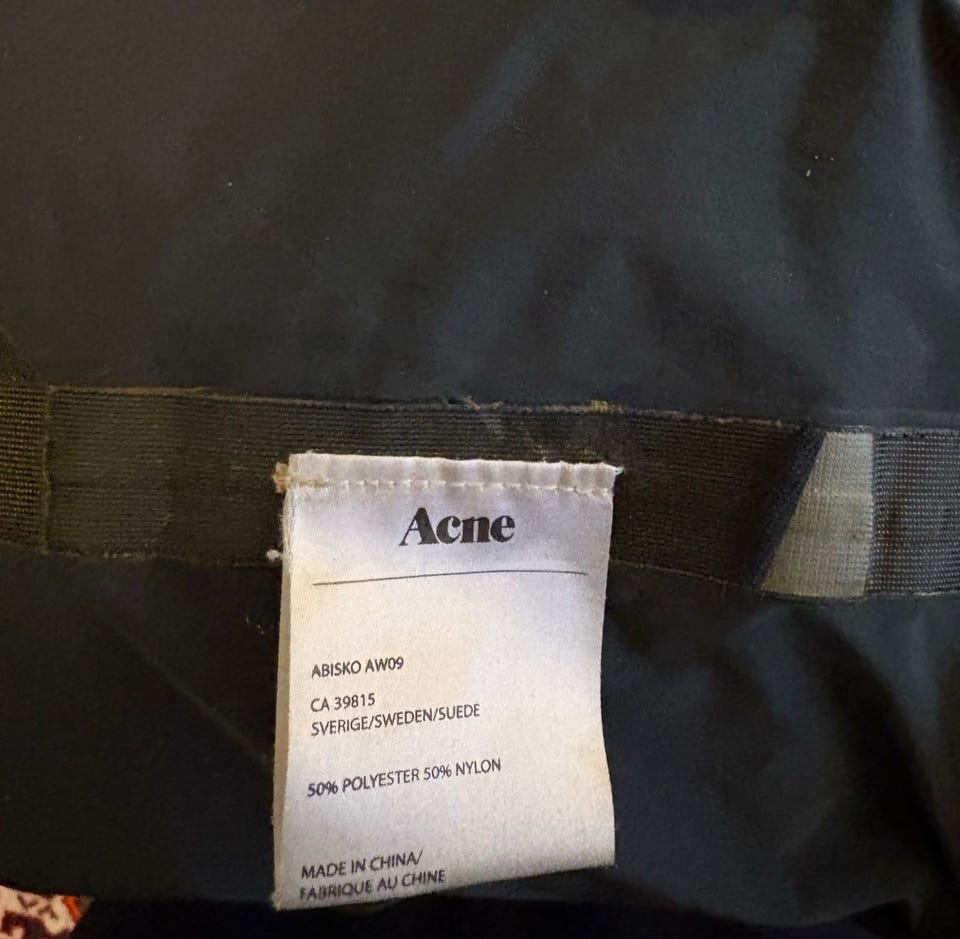 Acne
ABISKO AW09
CA 39815
SVERIGE/SWEDEN/SUEDE
50% POLYESTER 50% NYLON
MADE IN CHINA/
FABRIQUE AU CHINE